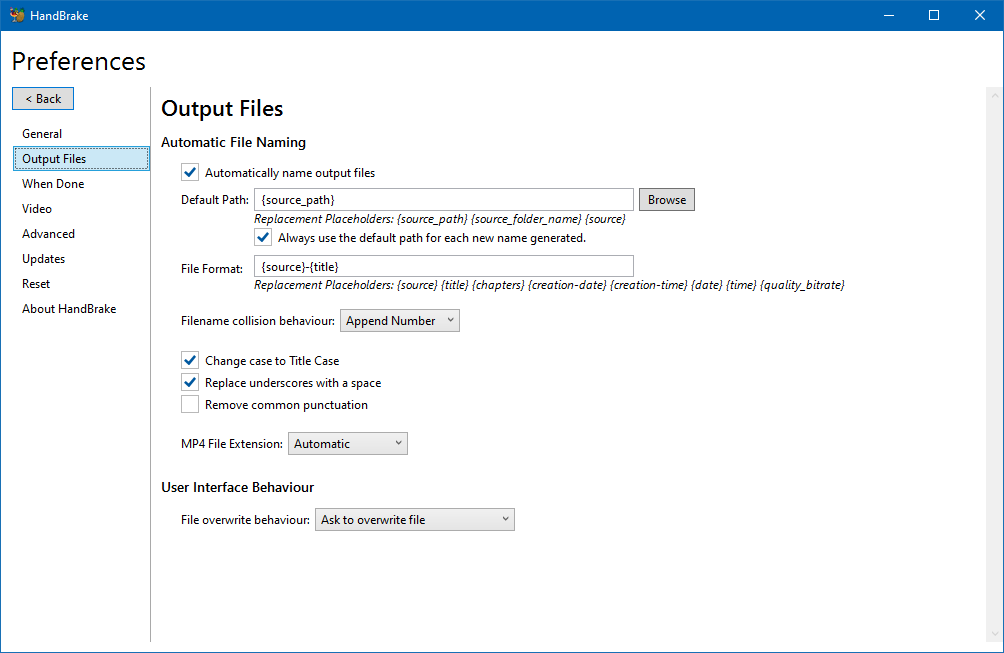 HandBrake
Preferences
< Back
General
Output Files
When Done
Video
Advanced
Updates
Reset
About HandBrake
Output Files
Automatic File Naming
Automatically name output files
Default Path: {source_path} Browse
Replacement Placeholders: {source_path} {source_folder_name} {source}
Always use the default path for each new name generated.
File Format: {source}-{title}
Replacement Placeholders: {source} {title} {chapters} {creation-date} {creation-time} {date} {time} {quality_bitrate}
Filename collision behaviour: Append Number
Change case to Title Case
Replace underscores with a space
Remove common punctuation
MP4 File Extension: Automatic
User Interface Behaviour
File overwrite behaviour: Ask to overwrite file